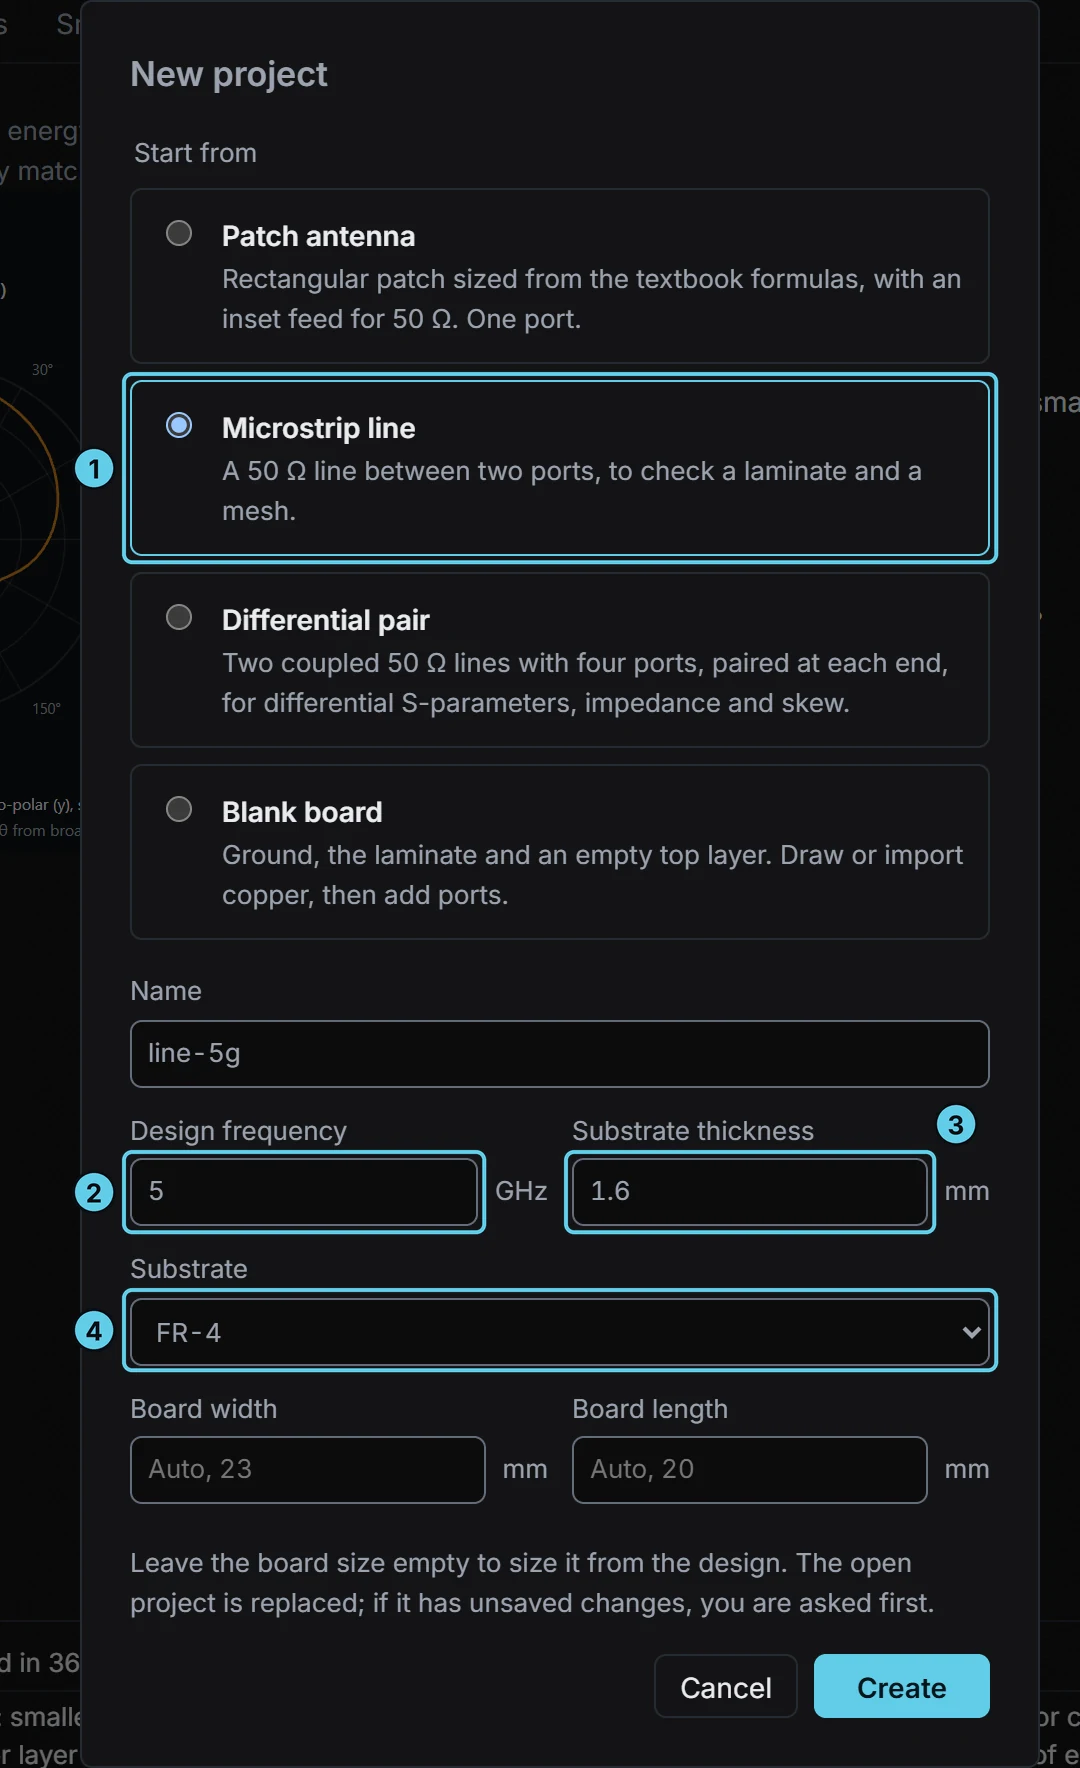 New project
Start from
Patch antenna
Rectangular patch sized from the textbook formulas, with an
inset feed for 50 Ω. One port.
1
Microstrip line
A 50 Ω line between two ports, to check a laminate and a
mesh.
Differential pair
Two coupled 50 Ω lines with four ports, paired at each end,
for differential S-parameters, impedance and skew.
Blank board
Ground, the laminate and an empty top layer. Draw or import
copper, then add ports.
Name
line-5g
Design frequency
Substrate thickness
3
2
5
GHz
1.6
mm
Substrate
4
FR-4
Board width
Board length
Auto, 23
mm
Auto, 20
mm
Leave the board size empty to size it from the design. The open
project is replaced; if it has unsaved changes, you are asked first.
Cancel
Create
30°
150°
(y),
θ from
d in 36
r layer